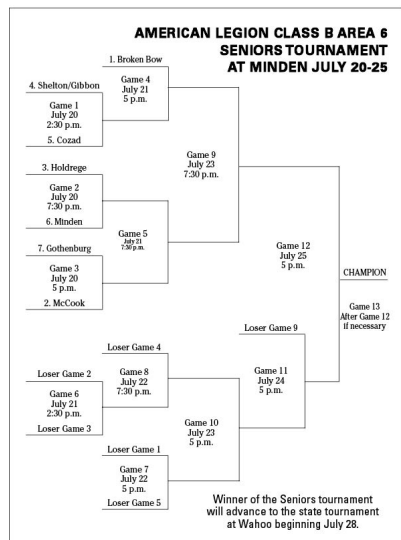 AMERICAN LEGION CLASS B AREA 6
SENIORS TOURNAMENT
AT MINDEN JULY 20-25
1. Broken Bow
Game 4
July 21
5 p.m.
4. Shelton/Gibbon
Game 1
July 20
2:30 p.m.
5. Cozad
Game 9
July 23
7:30 p.m.
3. Holdrege
Game 2
July 20
7:30 p.m.
6. Minden
Game 5
July 21
7:30 p.m.
7. Gothenburg
Game 3
July 20
5 p.m.
2. McCook
Game 12
July 25
5 p.m.
CHAMPION
Game 13
After Game 12
if necessary
Loser Game 9
Game 11
July 24
5 p.m.
Loser Game 4
Game 8
July 22
7:30 p.m.
Loser Game 2
Game 6
July 21
2:30 p.m.
Loser Game 3
Game 10
July 23
5 p.m.
Loser Game 1
Game 7
July 22
5 p.m.
Loser Game 5
Winner of the Seniors tournament
will advance to the state tournament
at Wahoo beginning July 28.